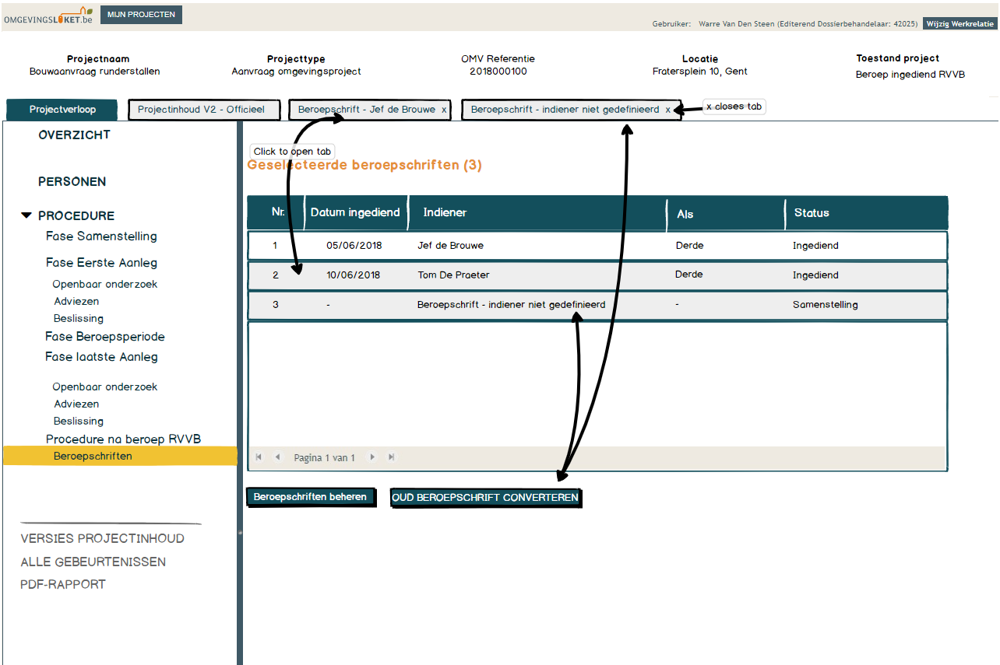 OMGEVINGSLOKET.be
MIJN PROJECTEN
Gebruiker: Warre Van Den Steen (Editerend Dossierbehandelaar: 42025)
Wijzig Werkrelatie
Projectnaam
Bouwaanvraag runderstallen
Projecttype
Aanvraag omgevingsproject
OMV Referentie
2018000100
Locatie
Fratersplein 10, Gent
Toestand project
Beroep ingediend RVVB
Projectverloop
Projectinhoud V2 - Officieel
Beroepschrift - Jef de Brouwe x
Beroepschrift - indiener niet gedefinieerd x
x closes tab
OVERZICHT
PERSONEN
PROCEDURE
Fase Samenstelling
Fase Eerste Aanleg
Openbaar onderzoek
Adviezen
Beslissing
Fase Beroepsperiode
Fase laatste Aanleg
Openbaar onderzoek
Adviezen
Beslissing
Procedure na beroep RVVB
Beroepschriften
VERSIES PROJECTINHOUD
ALLE GEBEURTENISSEN
PDF-RAPPORT
Click to open tab
Geselecteerde beroepschriften (3)
Nr. Datum ingediend Indiener Als Status
1 05/06/2018 Jef de Brouwe Derde Ingediend
2 10/06/2018 Tom De Praeter Derde Ingediend
3 - Beroepschrift - indiener niet gedefinieerd - Samenstelling
Pagina 1 van 1
Beroepschriften beheren
OUD BEROEPSCHRIFT CONVERTEREN